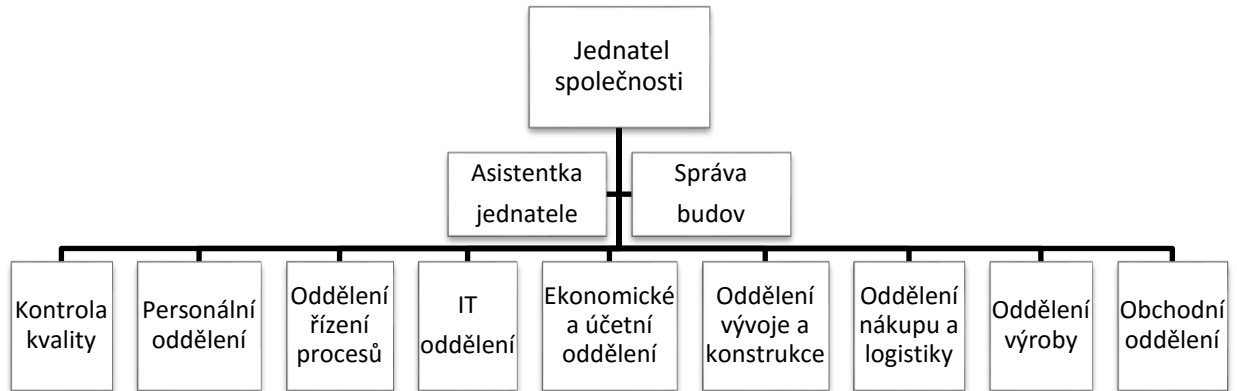 Jednatel
společnosti
Asistentka
jednatele
Správa
budov
Kontrola
kvality
Personální
oddělení
Oddělení
řízení
procesů
IT
oddělení
Ekonomické
a účetní
oddělení
Oddělení
vývoje a
konstrukce
Oddělení
nákupu a
logistiky
Oddělení
výroby
Obchodní
oddělení